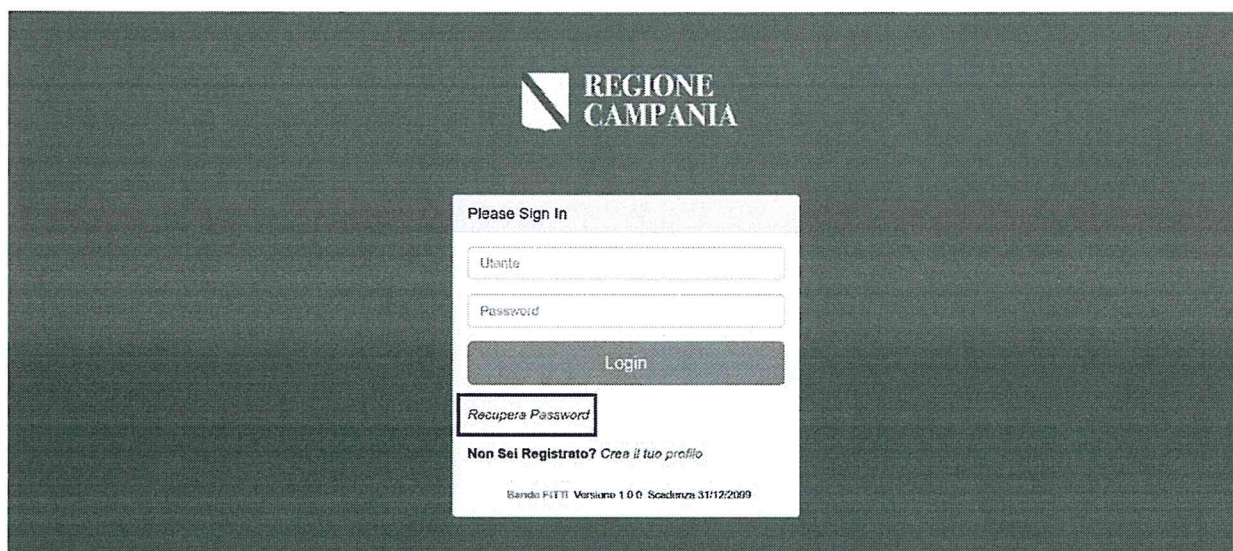 REGIONE
CAMPANIA
Please Sign In
Utente
Password
Login
Recupera Password
Non Sei Registrato? Crea il tuo profilo
Bando FITTI Versione 1.0.0 Scadenza 31/12/2099